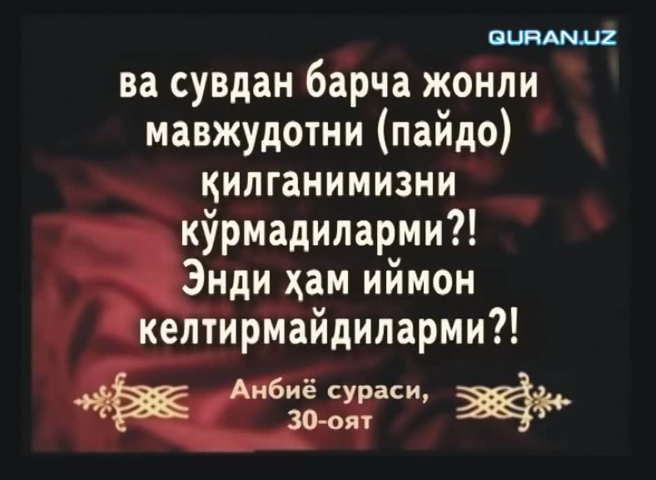 QURAN.UZ
ва сувдан барча жонли
мавжудотни (пайдо)
қилганимизни
кўрмадиларми?!
Энди ҳам иймон
келтирмайдиларми?!
Анбиё сураси,
30-оят